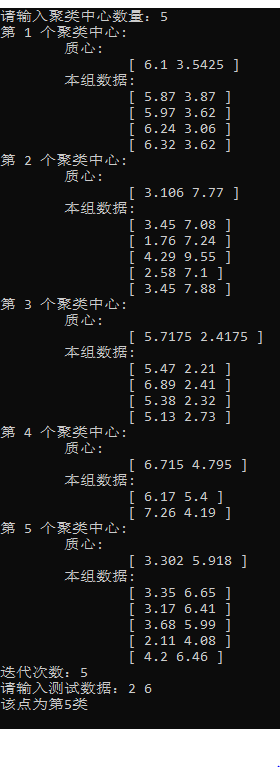 请输入聚类中心数量：5
第 1 个聚类中心:
质心:
[ 6.1 3.5425 ]
本组数据:
[ 5.87 3.87 ]
[ 5.97 3.62 ]
[ 6.24 3.06 ]
[ 6.32 3.62 ]
第 2 个聚类中心:
质心:
[ 3.106 7.77 ]
本组数据:
[ 3.45 7.08 ]
[ 1.76 7.24 ]
[ 4.29 9.55 ]
[ 2.58 7.1 ]
[ 3.45 7.88 ]
第 3 个聚类中心:
质心:
[ 5.7175 2.4175 ]
本组数据:
[ 5.47 2.21 ]
[ 6.89 2.41 ]
[ 5.38 2.32 ]
[ 5.13 2.73 ]
第 4 个聚类中心:
质心:
[ 6.715 4.795 ]
本组数据:
[ 6.17 5.4 ]
[ 7.26 4.19 ]
第 5 个聚类中心:
质心:
[ 3.302 5.918 ]
本组数据:
[ 3.35 6.65 ]
[ 3.17 6.41 ]
[ 3.68 5.99 ]
[ 2.11 4.08 ]
[ 4.2 6.46 ]
迭代次数：5
请输入测试数据：2 6
该点为第5类